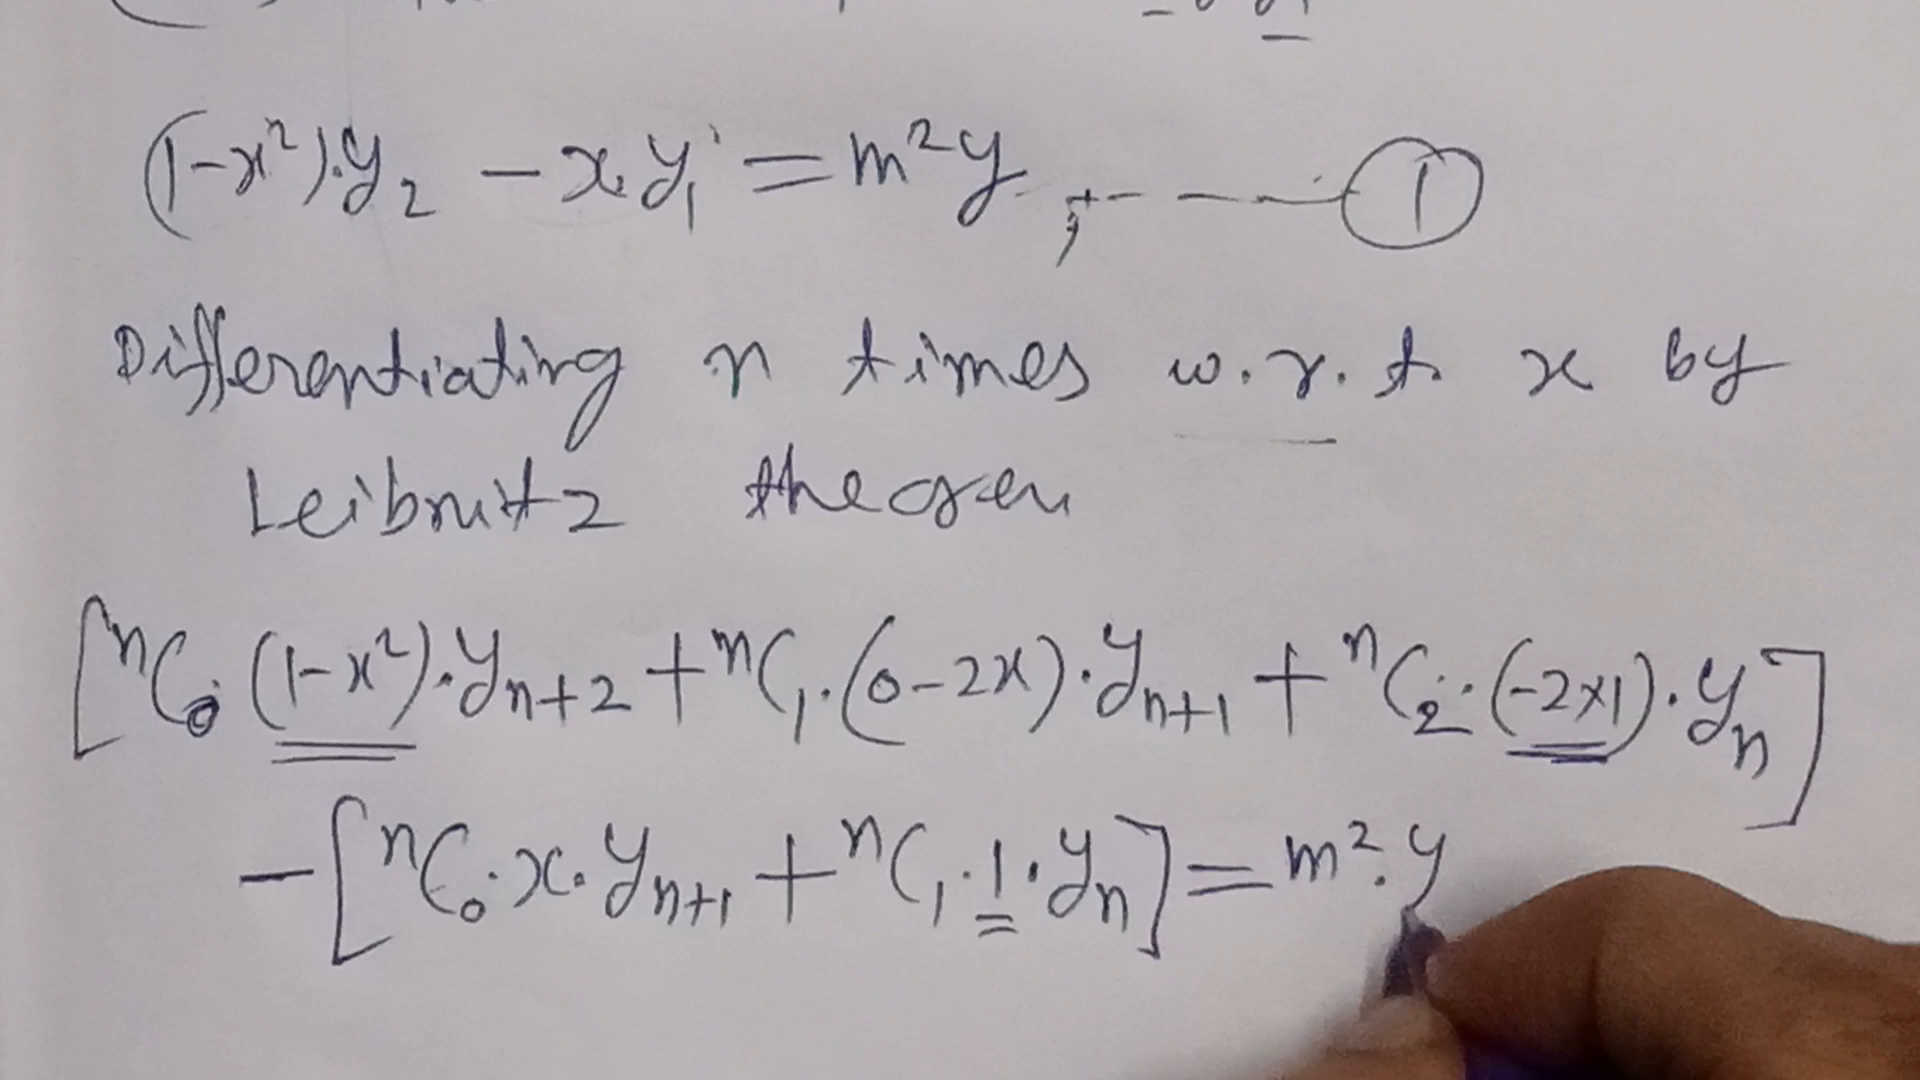 (1-x²).y₂ - x.y₁ = m²y, ---- ①
Differentiating n times w.r.t. x by
Leibnitz theorem
[ⁿC₀.(1-x²).yₙ₊₂ + ⁿC₁.(0-2x).yₙ₊₁ + ⁿC₂.(-2×1).yₙ]
-[ⁿC₀.x.yₙ₊₁ + ⁿC₁.1.yₙ] = m².y